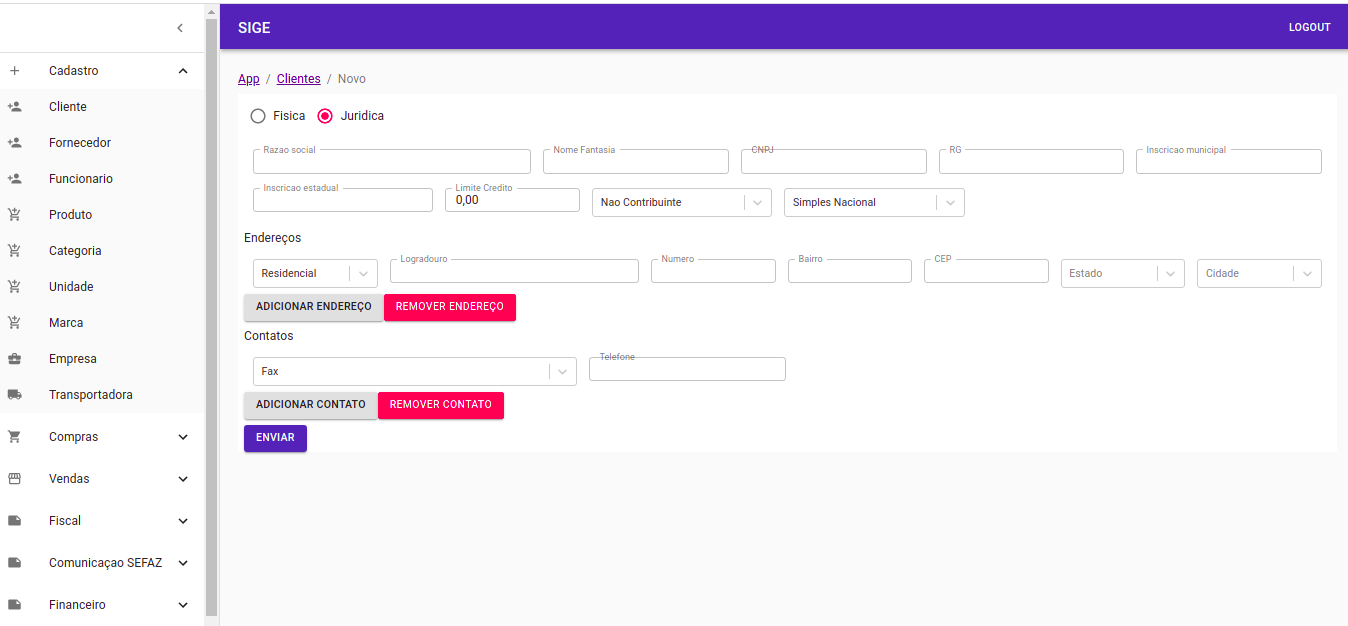 SIGE
LOGOUT
Cadastro
Cliente
Fornecedor
Funcionario
Produto
Categoria
Unidade
Marca
Empresa
Transportadora
Compras
Vendas
Fiscal
Comunicaçao SEFAZ
Financeiro
App / Clientes / Novo
Fisica Juridica
Razao social Nome Fantasia CNPJ RG Inscricao municipal
Inscricao estadual Limite Credito
0,00 Nao Contribuinte Simples Nacional
Endereços
Logradouro Numero Bairro CEP
Residencial Estado Cidade
ADICIONAR ENDEREÇO REMOVER ENDEREÇO
Contatos
Telefone
Fax
ADICIONAR CONTATO REMOVER CONTATO
ENVIAR